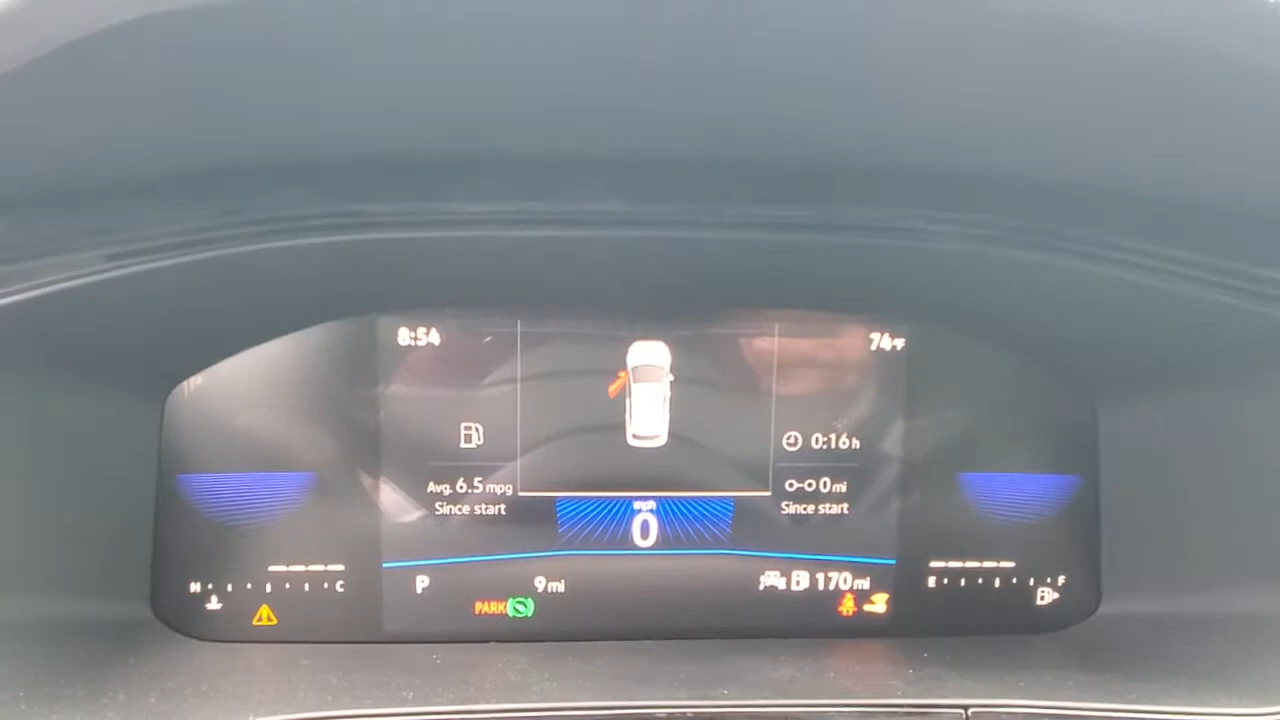 8:54
74°F
0:16h
Avg. 6.5 mpg
Since start
0 mi
Since start
mph
0
H C
P
9 mi
170 mi
E F
PARK